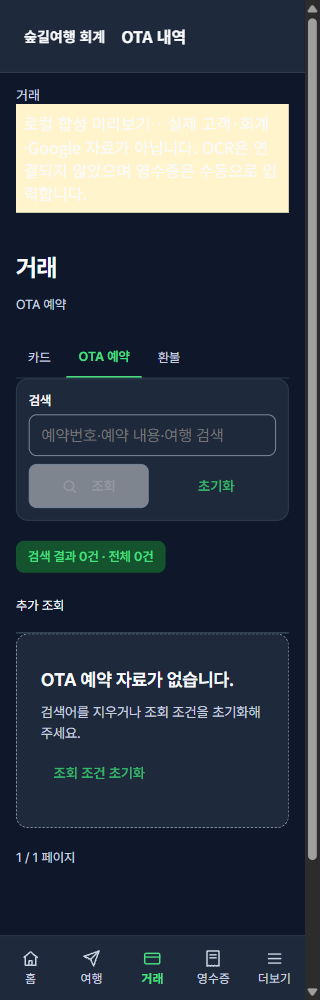 숲길여행 회계 OTA 내역
거래
로컬 합성 미리보기 · 실제 고객·회계
·Google 자료가 아닙니다. OCR은 연
결되지 않았으며 영수증은 수동으로 입
력합니다.
거래
OTA 예약
카드 OTA 예약 환불
검색
예약번호·예약 내용·여행 검색
조회 초기화
검색 결과 0건 · 전체 0건
추가 조회
OTA 예약 자료가 없습니다.
검색어를 지우거나 조회 조건을 초기화해
주세요.
조회 조건 초기화
1 / 1 페이지
홈 여행 거래 영수증 더보기